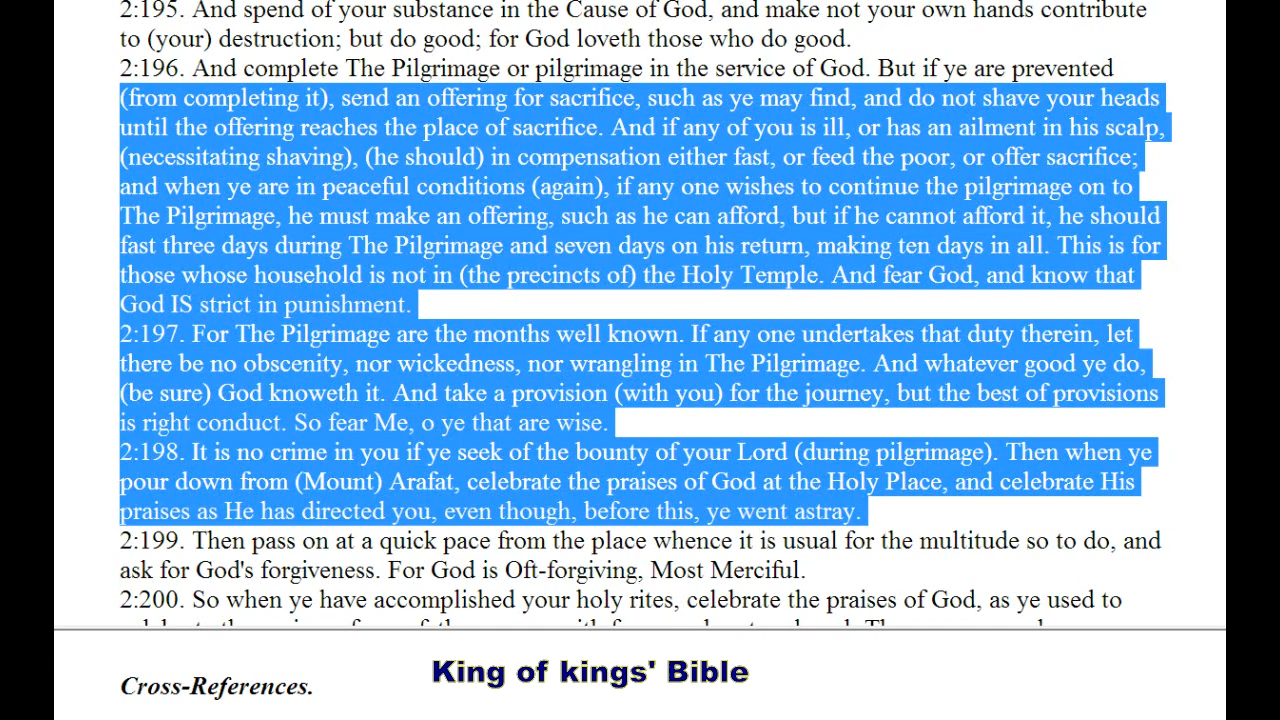 2:195. And spend of your substance in the Cause of God, and make not your own hands contribute
to (your) destruction; but do good; for God loveth those who do good.
2:196. And complete The Pilgrimage or pilgrimage in the service of God. But if ye are prevented
(from completing it), send an offering for sacrifice, such as ye may find, and do not shave your heads
until the offering reaches the place of sacrifice. And if any of you is ill, or has an ailment in his scalp,
(necessitating shaving), (he should) in compensation either fast, or feed the poor, or offer sacrifice;
and when ye are in peaceful conditions (again), if any one wishes to continue the pilgrimage on to
The Pilgrimage, he must make an offering, such as he can afford, but if he cannot afford it, he should
fast three days during The Pilgrimage and seven days on his return, making ten days in all. This is for
those whose household is not in (the precincts of) the Holy Temple. And fear God, and know that
God IS strict in punishment.
2:197. For The Pilgrimage are the months well known. If any one undertakes that duty therein, let
there be no obscenity, nor wickedness, nor wrangling in The Pilgrimage. And whatever good ye do,
(be sure) God knoweth it. And take a provision (with you) for the journey, but the best of provisions
is right conduct. So fear Me, o ye that are wise.
2:198. It is no crime in you if ye seek of the bounty of your Lord (during pilgrimage). Then when ye
pour down from (Mount) Arafat, celebrate the praises of God at the Holy Place, and celebrate His
praises as He has directed you, even though, before this, ye went astray.
2:199. Then pass on at a quick pace from the place whence it is usual for the multitude so to do, and
ask for God's forgiveness. For God is Oft-forgiving, Most Merciful.
2:200. So when ye have accomplished your holy rites, celebrate the praises of God, as ye used to
King of kings' Bible
Cross-References.